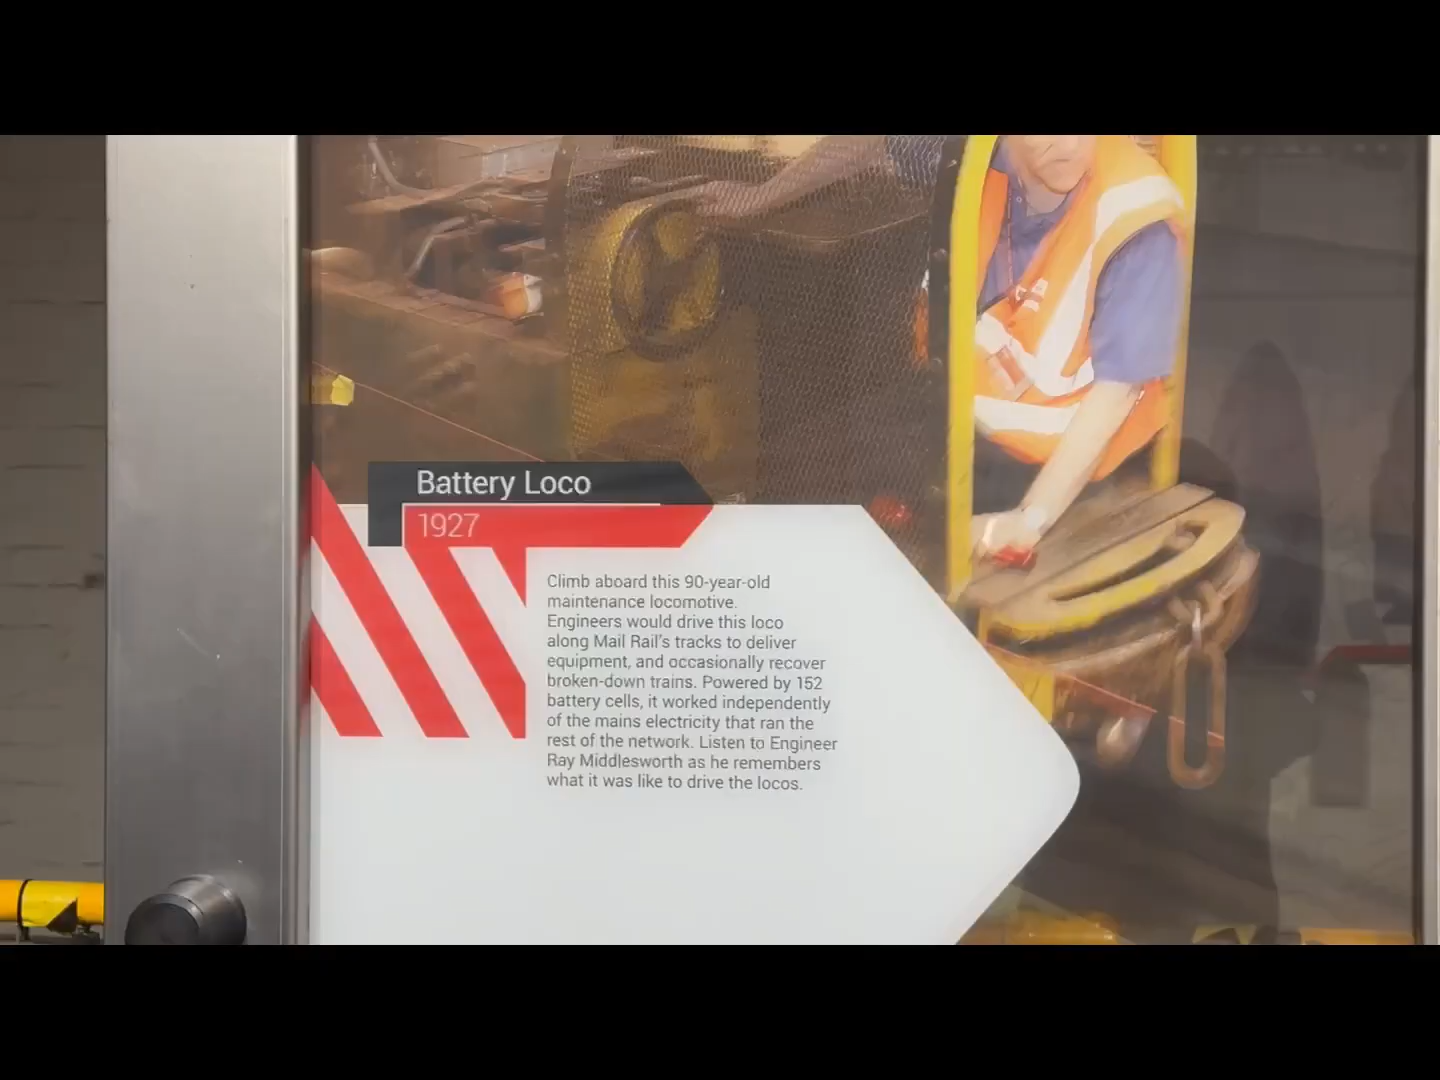 Battery Loco
1927
Climb aboard this 90-year-old
maintenance locomotive.
Engineers would drive this loco
along Mail Rail's tracks to deliver
equipment, and occasionally recover
broken-down trains. Powered by 152
battery cells, it worked independently
of the mains electricity that ran the
rest of the network. Listen to Engineer
Ray Middlesworth as he remembers
what it was like to drive the locos.